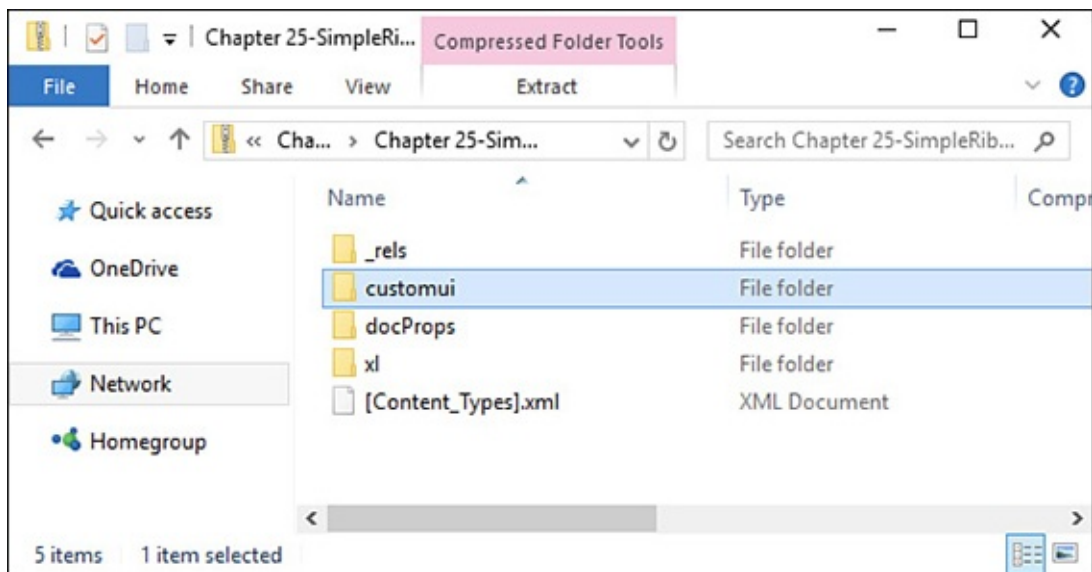 Chapter 25-SimpleRi... Compressed Folder Tools
File Home Share View Extract
« Cha... > Chapter 25-Sim... Search Chapter 25-SimpleRib...
Name Type Compr
Quick access
_rels File folder
OneDrive
customui File folder
This PC
docProps File folder
xl File folder
Network
[Content_Types].xml XML Document
Homegroup
5 items 1 item selected